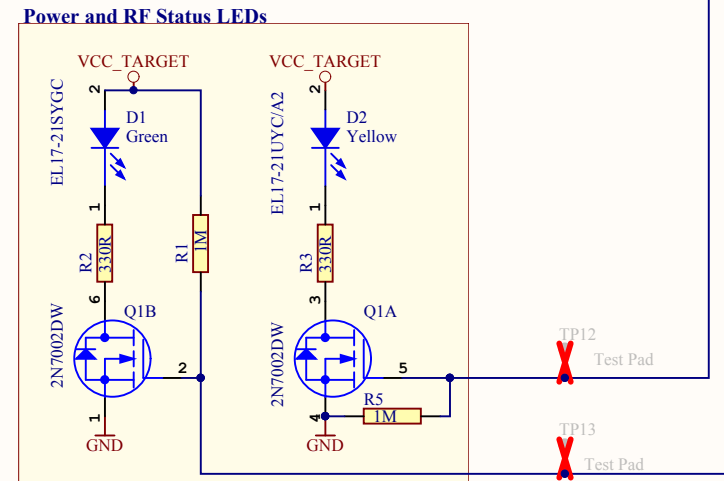 Power and RF Status LEDs
VCC_TARGET
VCC_TARGET
2
2
EL17-21SYGC
D1
Green
EL17-21UYC/A2
D2
Yellow
1
1
R2
330R
R1
1M
R3
330R
6
3
Q1B
Q1A
2N7002DW
2
2N7002DW
5
TP12
Test Pad
R5
1M
1
4
GND
GND
TP13
Test Pad